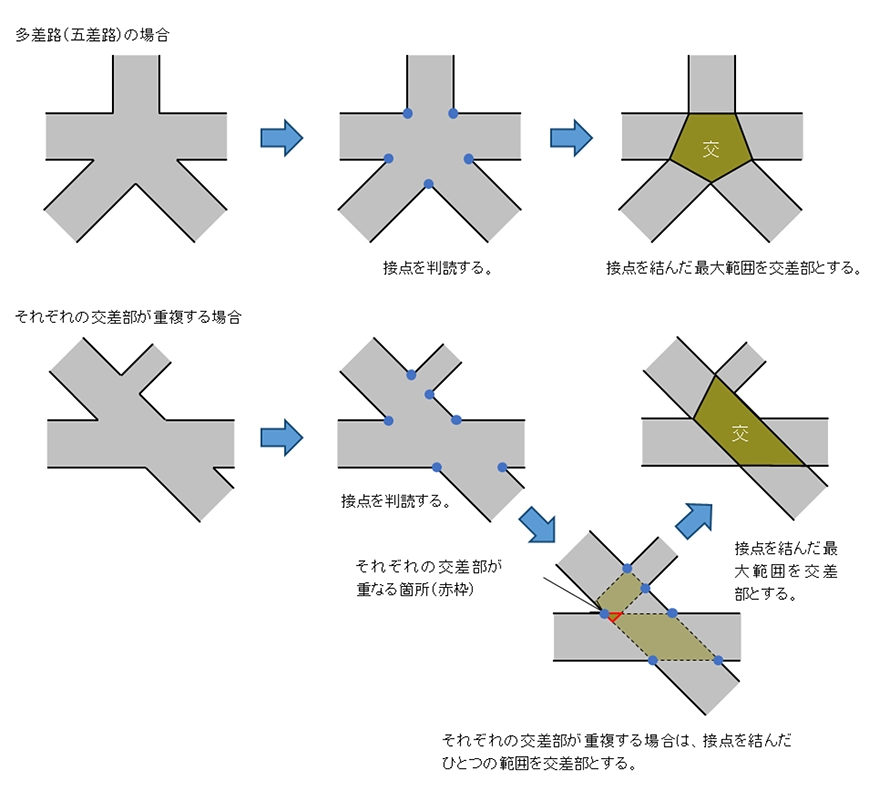 多差路(五差路)の場合
交
接点を判読する。
接点を結んだ最大範囲を交差部とする。
それぞれの交差部が重複する場合
交
接点を判読する。
それぞれの交差部が
重なる箇所(赤枠)
接点を結んだ最
大範囲を交差
部とする。
それぞれの交差部が重複する場合は、接点を結んだ
ひとつの範囲を交差部とする。